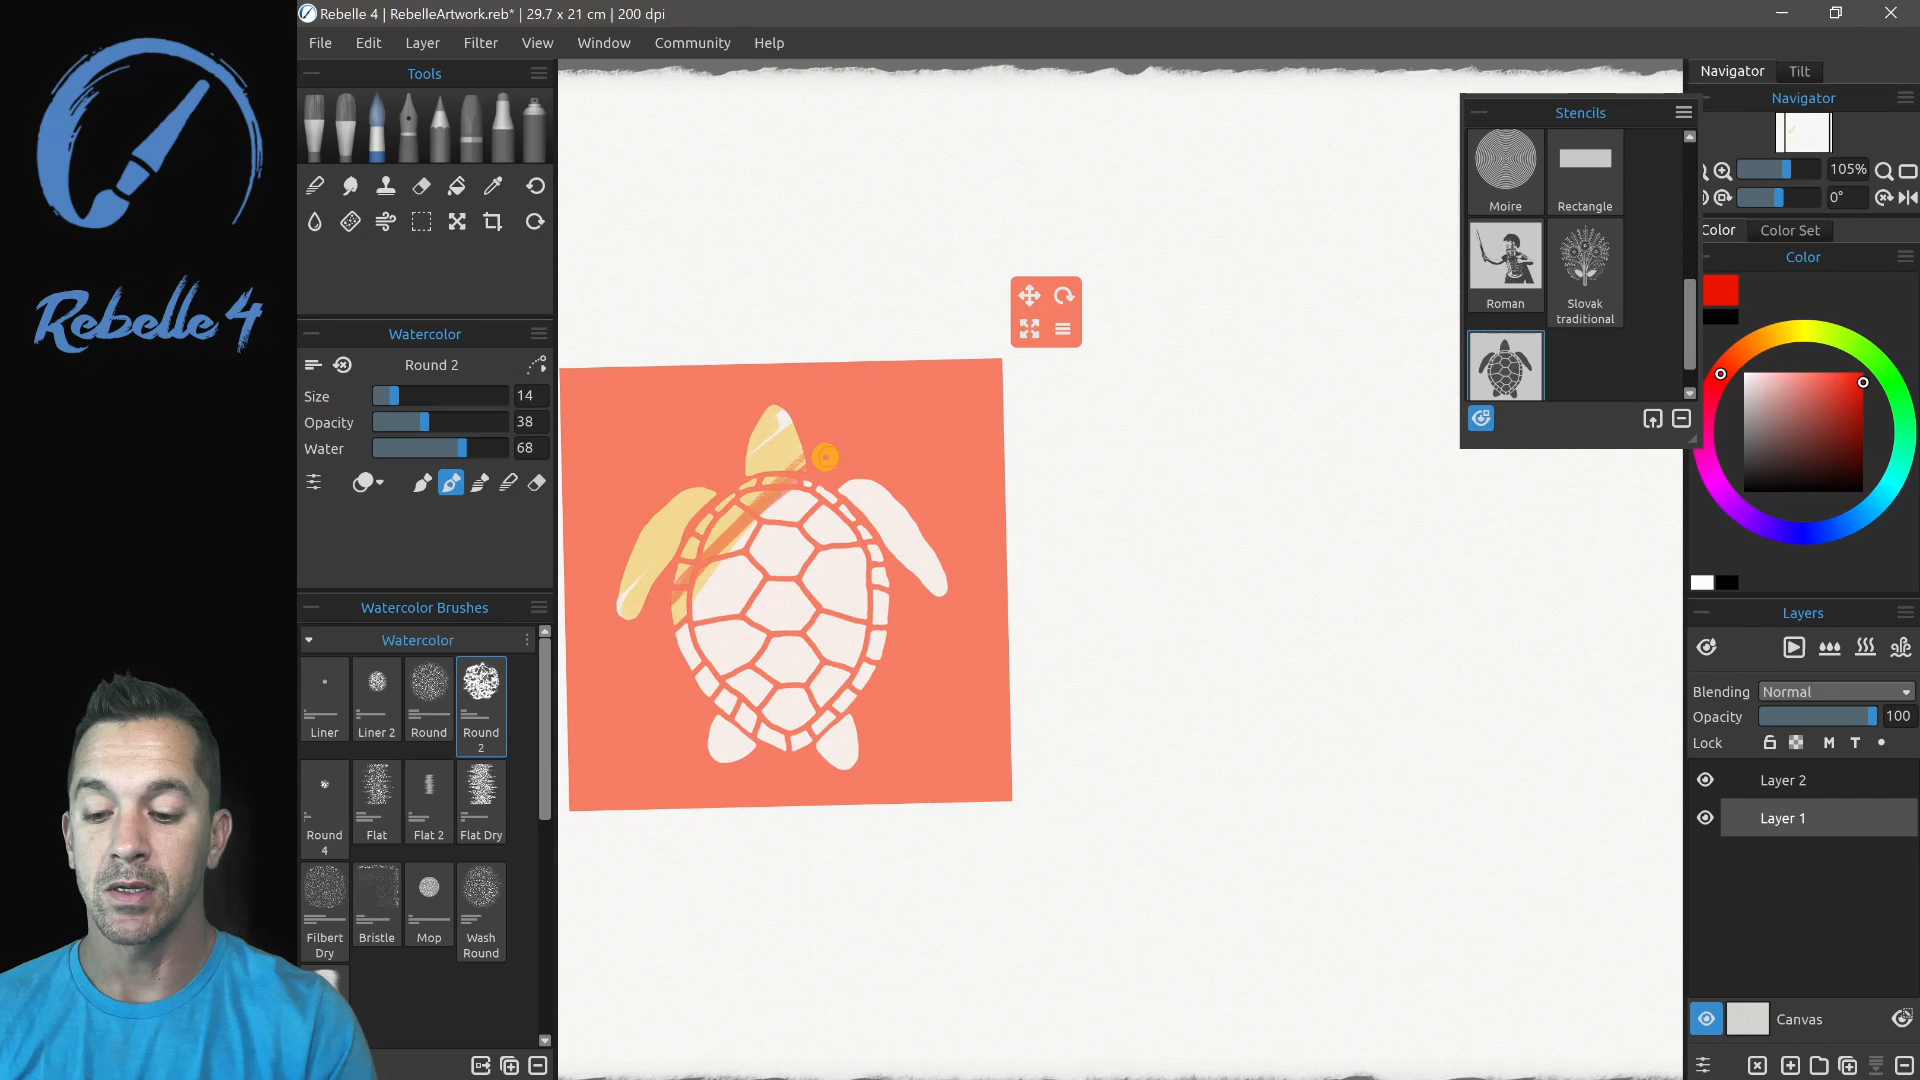 Rebelle 4 | RebelleArtwork.reb* | 29.7 x 21 cm | 200 dpi
File Edit Layer Filter View Window Community Help
Tools
Rebelle 4
Watercolor
Round 2
Size 14
Opacity 38
Water 68
Watercolor Brushes
Watercolor
Liner Liner 2 Round Round 2
Round 4 Flat Flat 2 Flat Dry
Filbert Dry Bristle Mop Wash Round
Stencils
Moire Rectangle
Roman Slovak traditional
Navigator Tilt
Navigator
105%
0°
Color Color Set
Color
Layers
Blending Normal
Opacity 100
Lock M T
Layer 2
Layer 1
Canvas